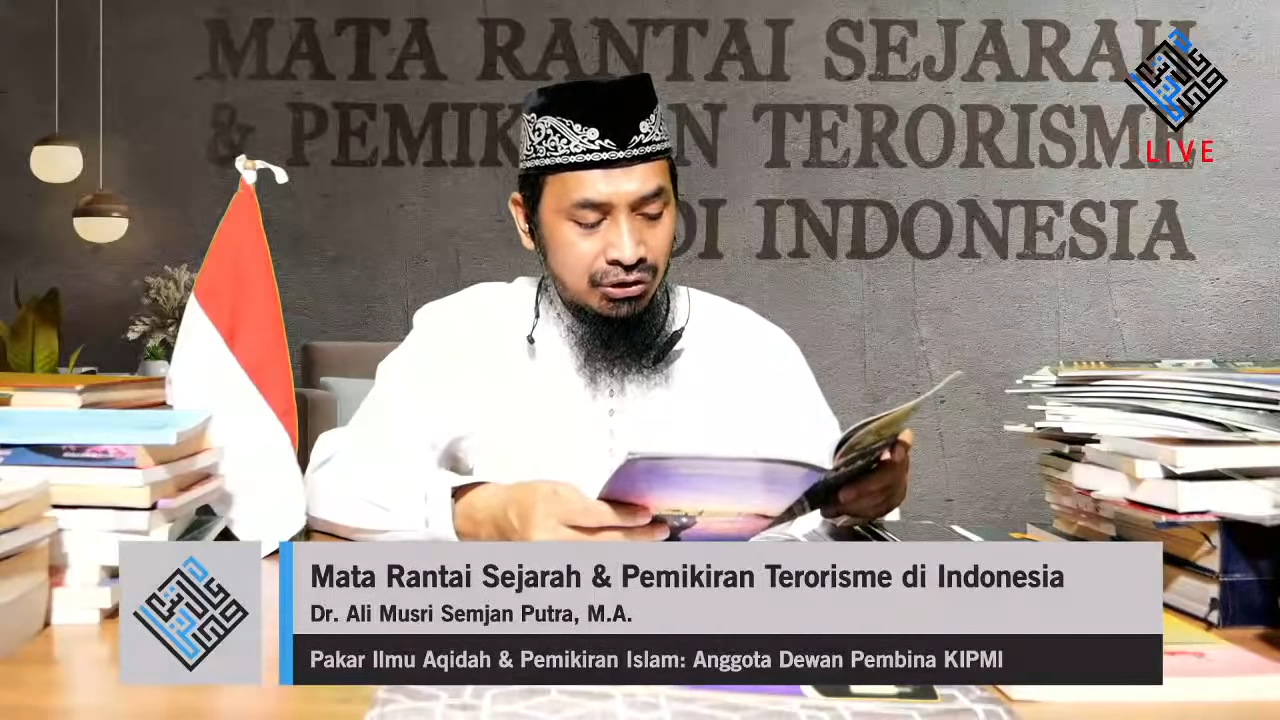 MATA RANTAI SEJARAH
& PEMIKIRAN TERORISME
DI INDONESIA
LIVE
Mata Rantai Sejarah & Pemikiran Terorisme di Indonesia
Dr. Ali Musri Semjan Putra, M.A.
Pakar Ilmu Aqidah & Pemikiran Islam: Anggota Dewan Pembina KIPMI